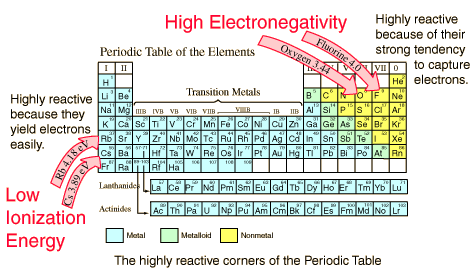 High Electronegativity
Highly reactive
because of their
strong tendency
to capture
electrons.
Fluorine 4.0
Oxygen 3.44
Periodic Table of the Elements
I II VII 0
Transition Metals
IIIB IVB VB VIB VIIB VIIIB IB IIB
H He
Li Be C N O F Ne
Na Mg Al Si P S Cl Ar
K Ca Sc Ti V Cr Mn Fe Co Ni Cu Zn Ga Ge As Se Br Kr
Rb Sr Y Zr Nb Mo Tc Ru Rh Pd Ag Cd In Sn Sb Te I Xe
Cs Ba 57-71 Hf Ta W Re Os Ir Pt Au Hg Tl Pb Bi Po At Rn
Fr Ra 89-103 Rf Ha
Highly reactive
because they
yield electrons
easily.
Rb 4.18 eV
Cs 3.89 eV
Low
Ionization
Energy
Lanthanides La Ce Pr Nd Pm Sm Eu Gd Tb Dy Ho Er Tm Yb Lu
Actinides Ac Th Pa U Np Pu Am Cm Bk Cf Es Fm Md No Lr
Metal Metalloid Nonmetal
The highly reactive corners of the Periodic Table